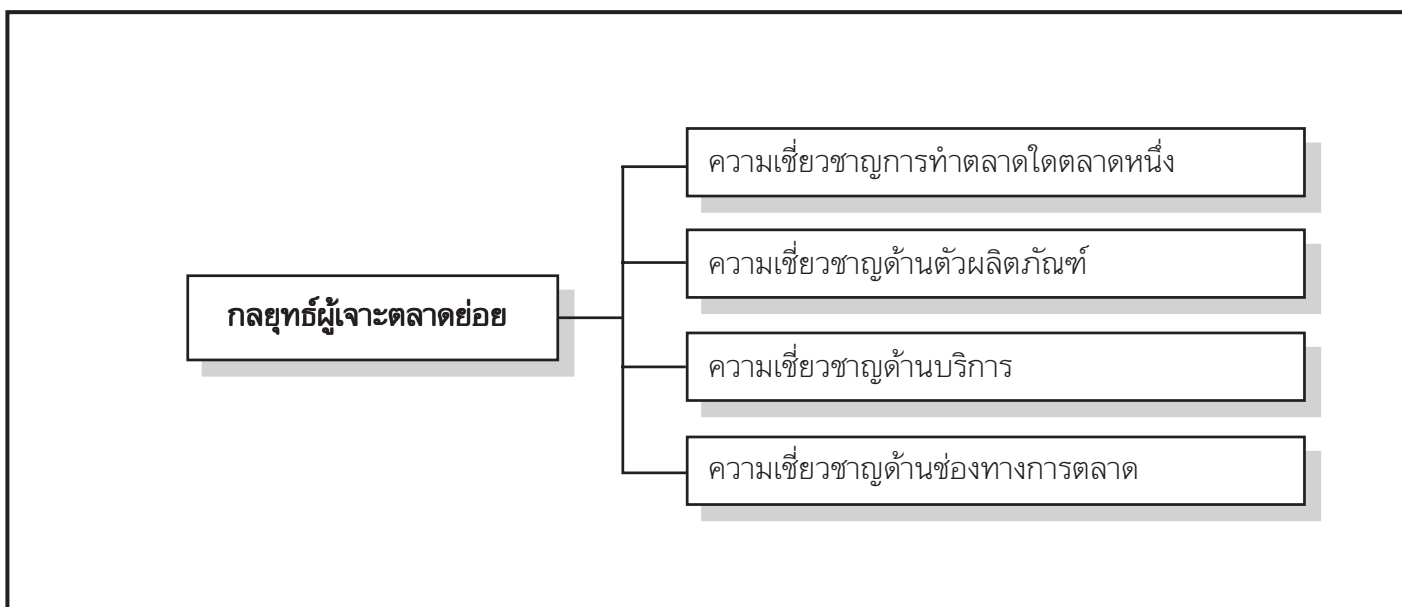 กลยุทธ์ผู้เจาะตลาดย่อย
ความเชี่ยวชาญการทำตลาดใดตลาดหนึ่ง
ความเชี่ยวชาญด้านตัวผลิตภัณฑ์
ความเชี่ยวชาญด้านบริการ
ความเชี่ยวชาญด้านช่องทางการตลาด